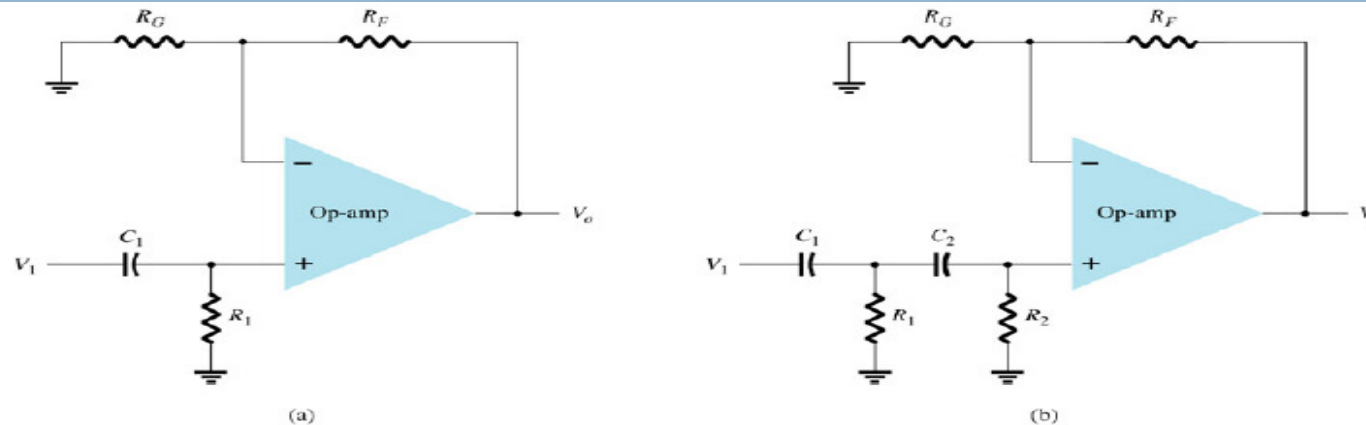 R_G R_F
R_G R_F
−
Op-amp
V_o
C_1
V_1
+
R_1
(a)
−
Op-amp
C_1 C_2
V_1
+
R_1 R_2
(b)